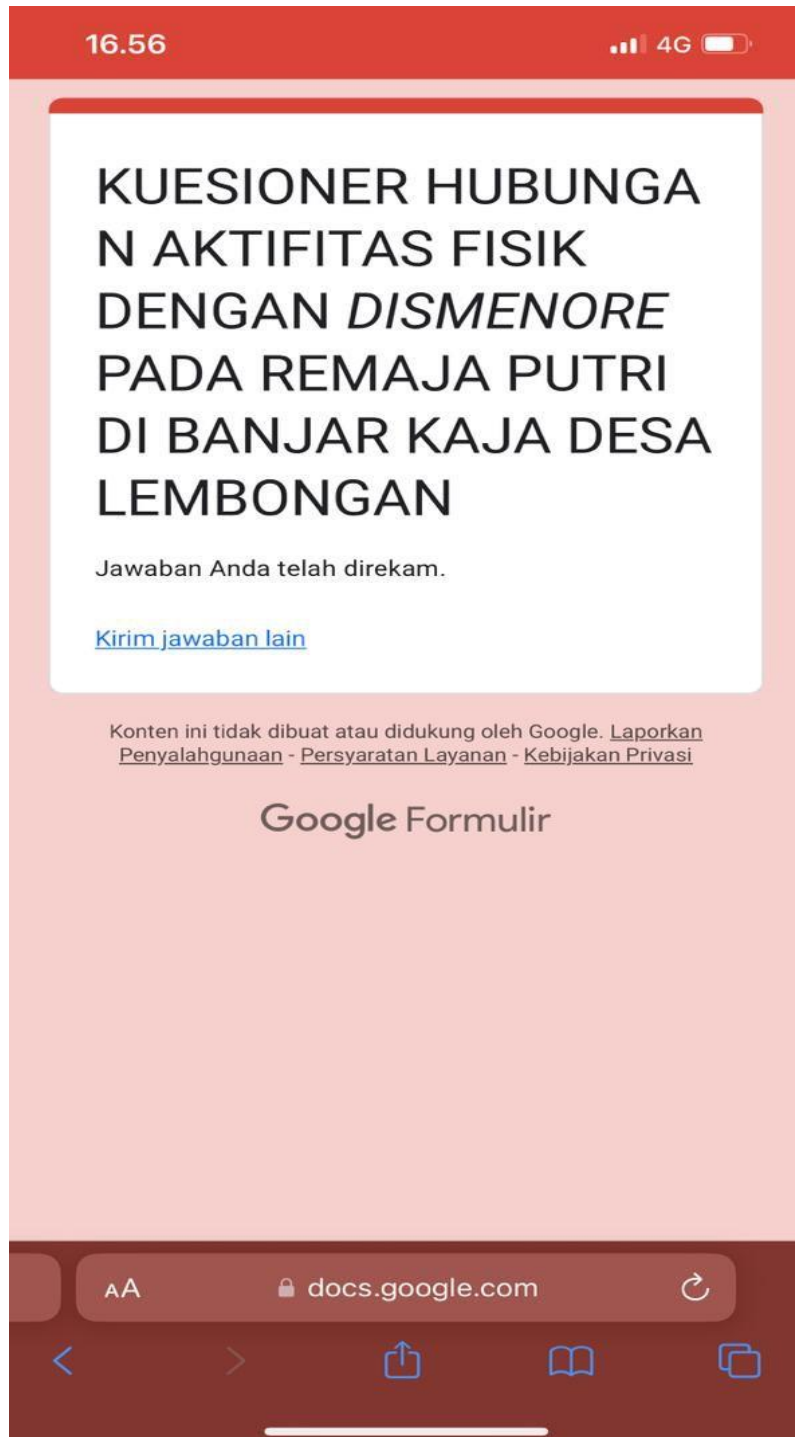 16.56
4G
KUESIONER HUBUNGA
N AKTIFITAS FISIK
DENGAN DISMENORE
PADA REMAJA PUTRI
DI BANJAR KAJA DESA
LEMBONGAN
Jawaban Anda telah direkam.
Kirim jawaban lain
Konten ini tidak dibuat atau didukung oleh Google. Laporkan
Penyalahgunaan - Persyaratan Layanan - Kebijakan Privasi
Google Formulir
AA docs.google.com